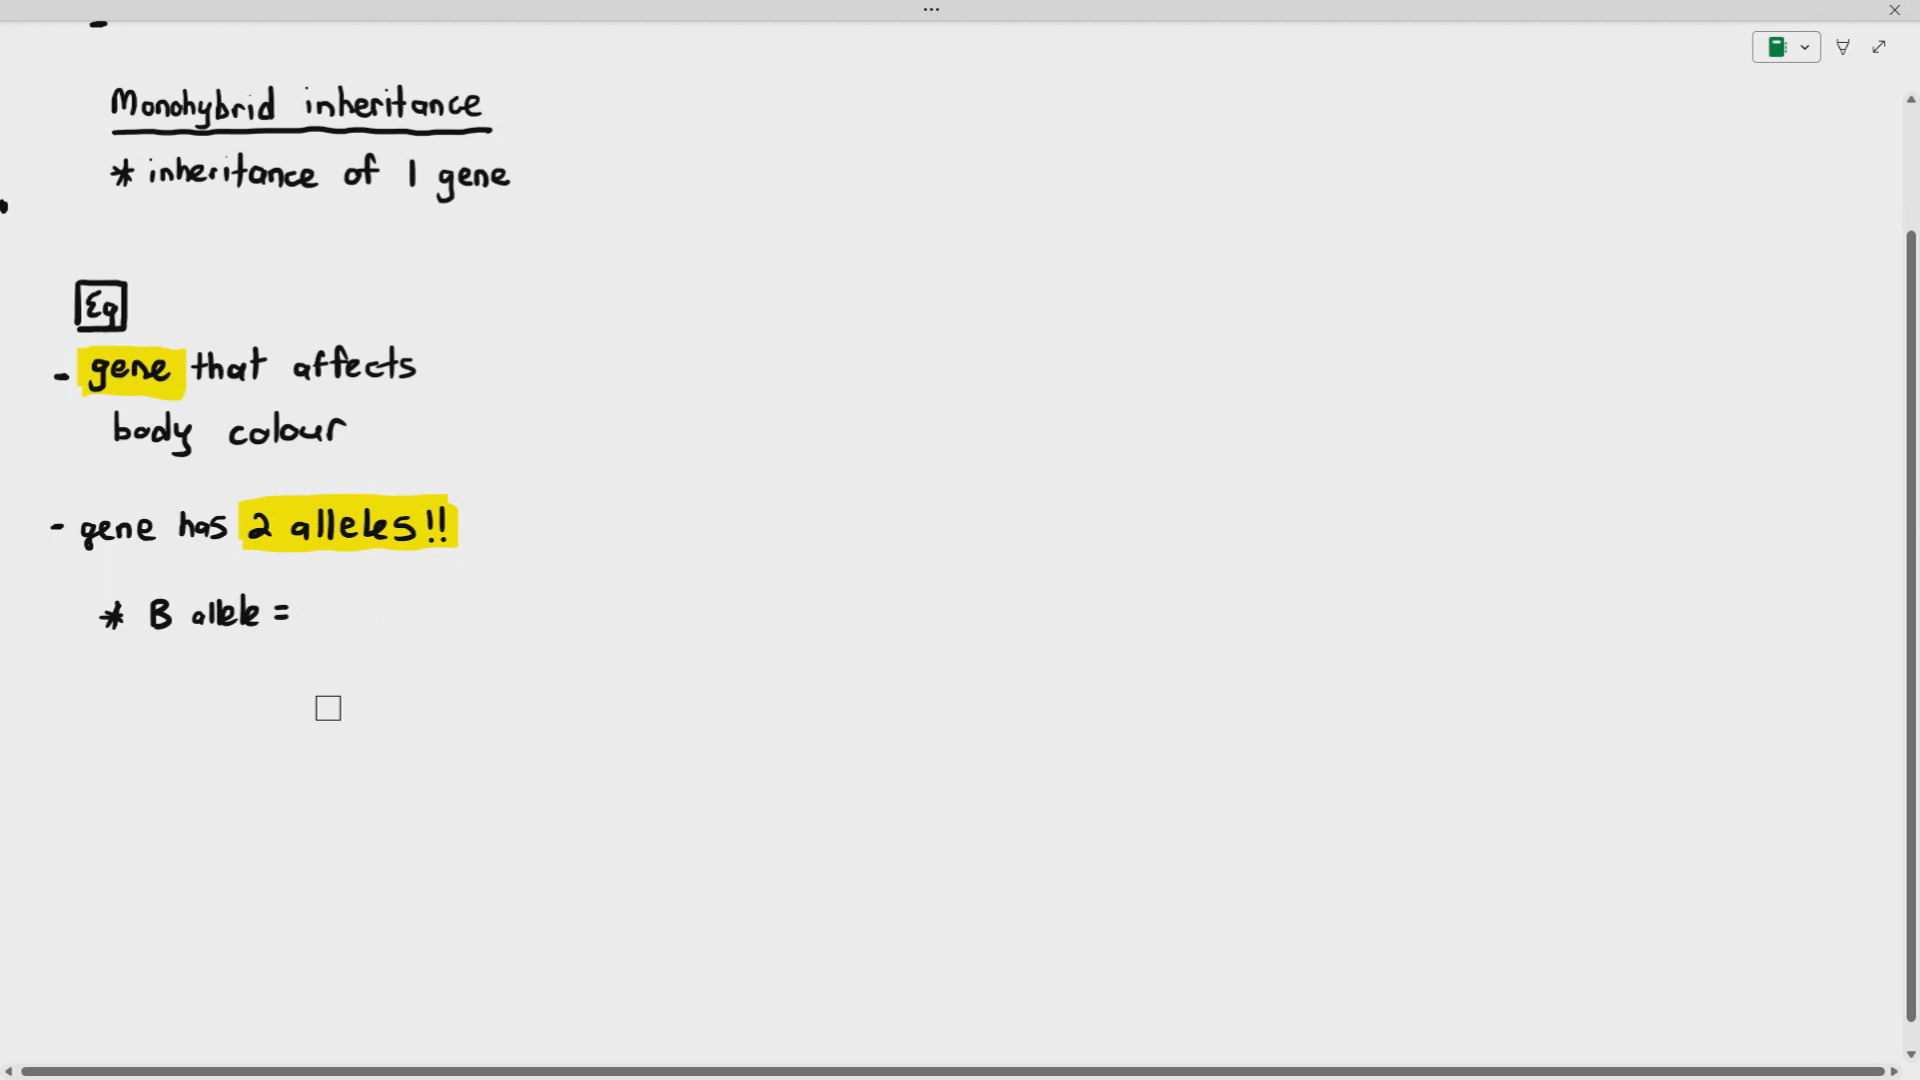 Monohybrid inheritance
* inheritance of 1 gene
Eg
- gene that affects
body colour
- gene has 2 alleles!!
* B allele =